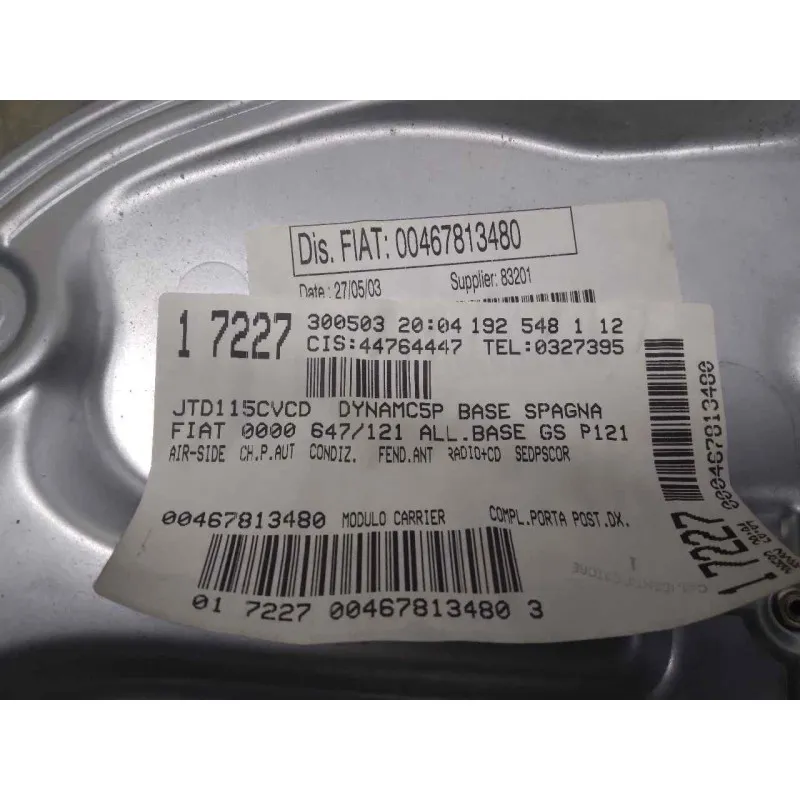 Dis. FIAT: 00467813480
Date : 27/05/03 Supplier: 83201
1 7227 300503 20:04 192 548 1 12
CIS:44764447 TEL:0327395
JTD115CVCD DYNAMC5P BASE SPAGNA
FIAT 0000 647/121 ALL.BASE GS P121
AIR-SIDE CH.P.AUT CONDIZ. FEND.ANT RADIO+CD SEDPSCOR
00467813480 MODULO CARRIER COMPL.PORTA POST.DX.
1
01 7227 00467813480 3
000467813480
1 7227